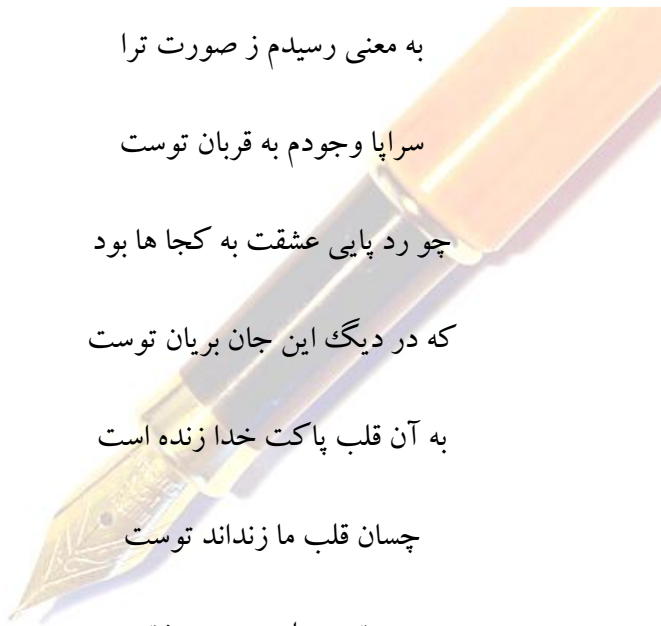 به معنی رسیدم ز صورت ترا
سراپا وجودم به قربان توست
چو رد پایی عشقت به کجا ها بود
که در دیگ این جان بریان توست
به آن قلب پاکت خدا زنده است
چسان قلب ما زنداند توست